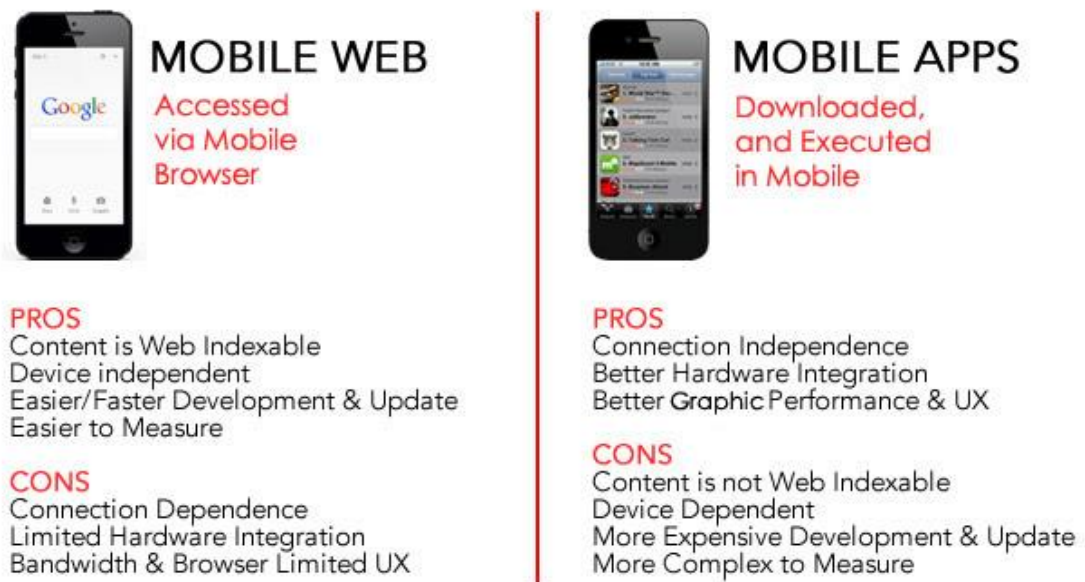 MOBILE WEB
Accessed
via Mobile
Browser
Google
PROS
Content is Web Indexable
Device independent
Easier/Faster Development & Update
Easier to Measure
CONS
Connection Dependence
Limited Hardware Integration
Bandwidth & Browser Limited UX
MOBILE APPS
Downloaded,
and Executed
in Mobile
PROS
Connection Independence
Better Hardware Integration
Better Graphic Performance & UX
CONS
Content is not Web Indexable
Device Dependent
More Expensive Development & Update
More Complex to Measure